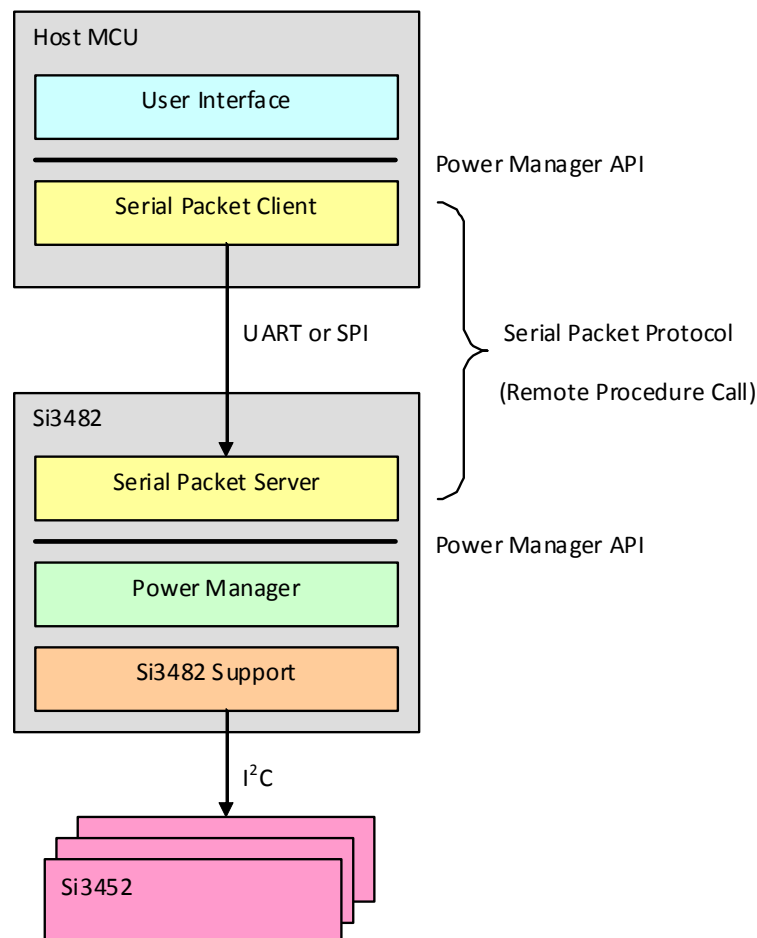 Host MCU
User Interface
Power Manager API
Serial Packet Client
UART or SPI
Serial Packet Protocol
(Remote Procedure Call)
Si3482
Serial Packet Server
Power Manager API
Power Manager
Si3482 Support
I²C
Si3452